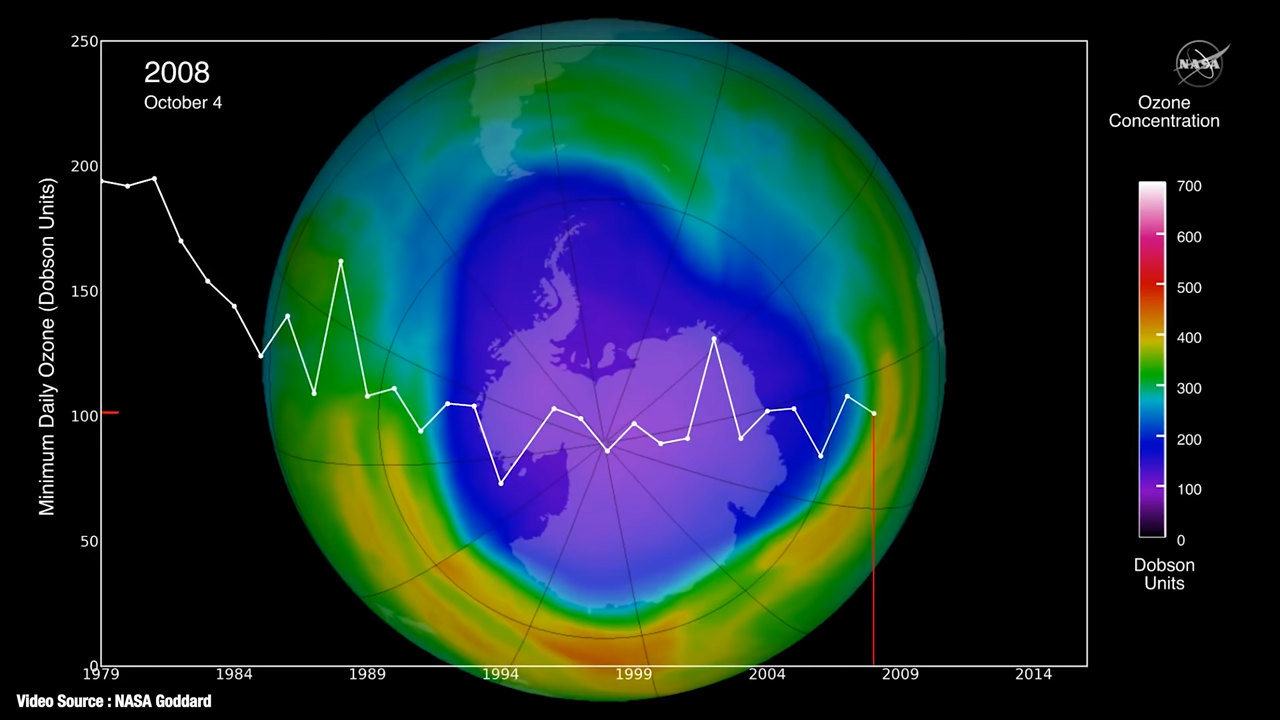 2008
October 4
NASA
Ozone
Concentration
250
200
150
100
50
0
Minimum Daily Ozone (Dobson Units)
1979
1984
1989
1994
1999
2004
2009
2014
700
600
500
400
300
200
100
0
Dobson
Units
Video Source : NASA Goddard